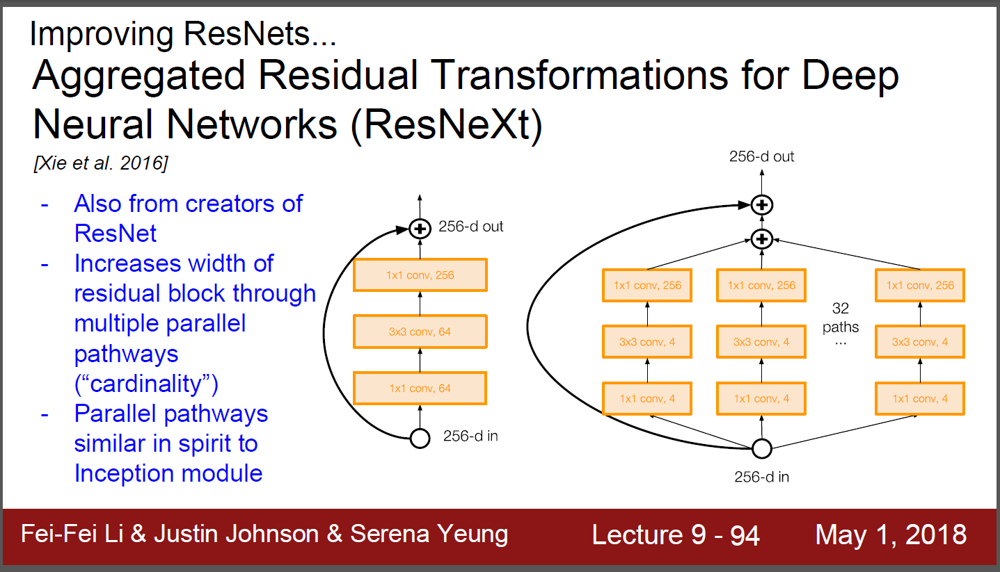 Improving ResNets...
Aggregated Residual Transformations for Deep
Neural Networks (ResNeXt)
[Xie et al. 2016]
- Also from creators of
ResNet
- Increases width of
residual block through
multiple parallel
pathways
(“cardinality”)
- Parallel pathways
similar in spirit to
Inception module
256-d out
1x1 conv, 256
3x3 conv, 64
1x1 conv, 64
256-d in
256-d out
1x1 conv, 256
1x1 conv, 256
1x1 conv, 256
32
paths
...
3x3 conv, 4
3x3 conv, 4
3x3 conv, 4
1x1 conv, 4
1x1 conv, 4
1x1 conv, 4
256-d in
Fei-Fei Li & Justin Johnson & Serena Yeung
Lecture 9 - 94
May 1, 2018